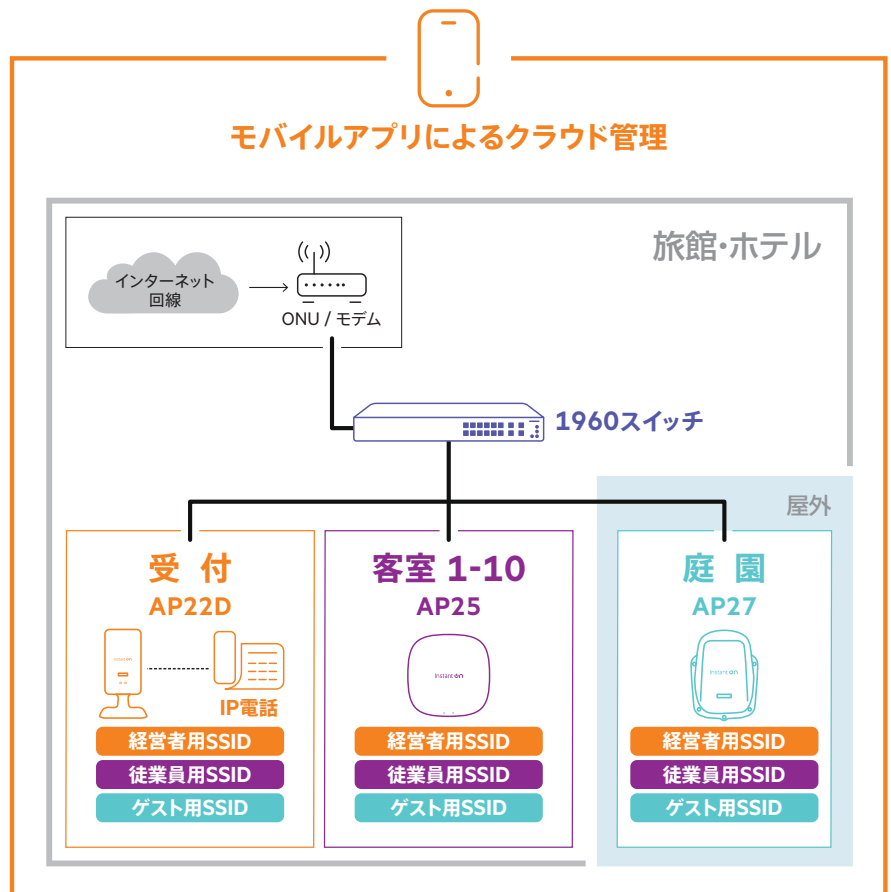 モバイルアプリによるクラウド管理
旅館・ホテル
インターネット
回線
ONU / モデム
1960スイッチ
屋外
受 付
AP22D
IP電話
経営者用SSID
従業員用SSID
ゲスト用SSID
客室 1-10
AP25
instant on
経営者用SSID
従業員用SSID
ゲスト用SSID
庭 園
AP27
instant on
経営者用SSID
従業員用SSID
ゲスト用SSID